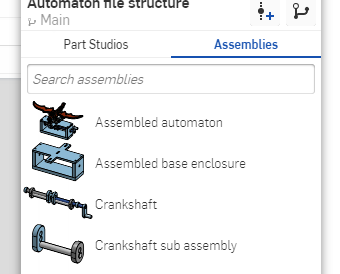 Automaton file structure
Main
Part Studios
Assemblies
Search assemblies
Assembled automaton
Assembled base enclosure
Crankshaft
Crankshaft sub assembly